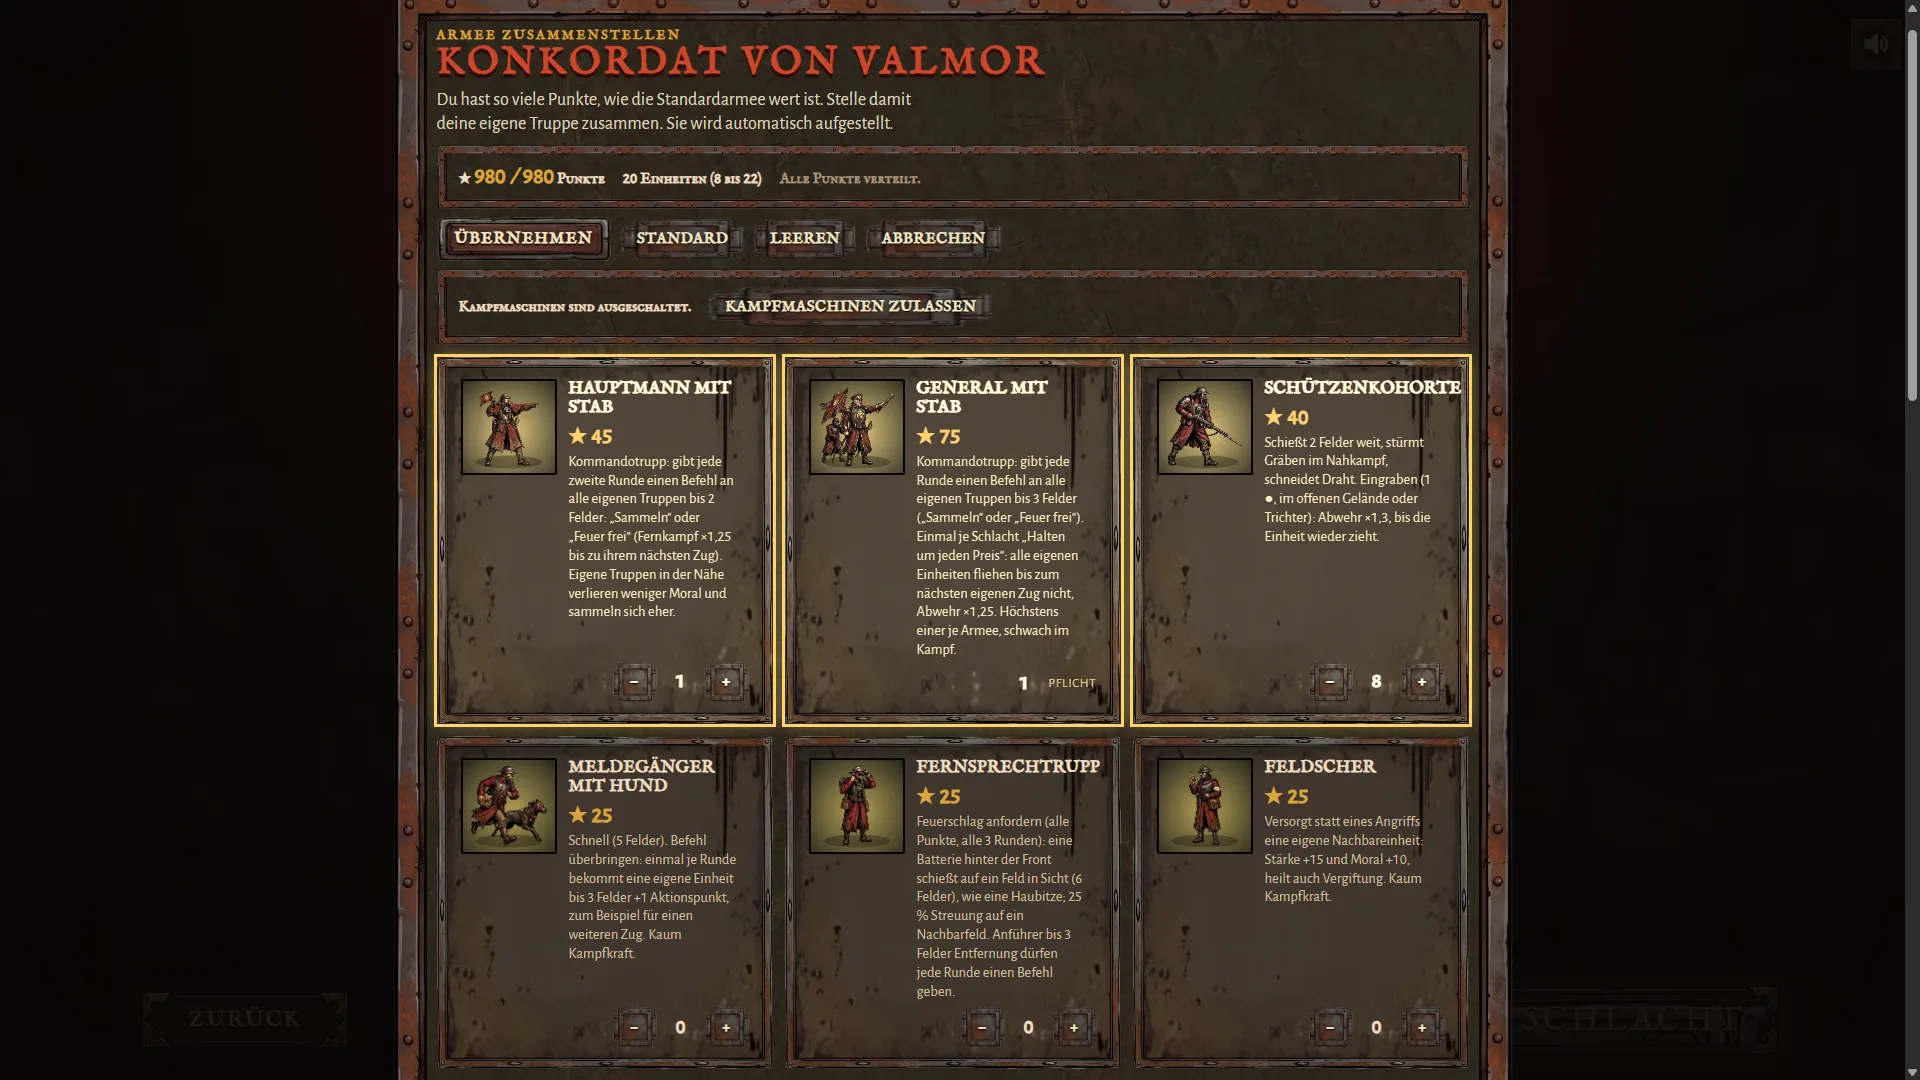 ARMEE ZUSAMMENSTELLEN
KONKORDAT VON VALMOR
Du hast so viele Punkte, wie die Standardarmee wert ist. Stelle damit
deine eigene Truppe zusammen. Sie wird automatisch aufgestellt.
★ 980 / 980 Punkte 20 Einheiten (8 bis 22) Alle Punkte verteilt.
ÜBERNEHMEN STANDARD LEEREN ABBRECHEN
Kampfmaschinen sind ausgeschaltet. KAMPFMASCHINEN ZULASSEN
HAUPTMANN MIT
STAB
★ 45
Kommandotrupp: gibt jede
zweite Runde einen Befehl an
alle eigenen Truppen bis 2
Felder: „Sammeln“ oder
„Feuer frei“ (Fernkampf ×1,25
bis zu ihrem nächsten Zug).
Eigene Truppen in der Nähe
verlieren weniger Moral und
sammeln sich eher.
− 1 +
GENERAL MIT
STAB
★ 75
Kommandotrupp: gibt jede
Runde einen Befehl an alle
eigenen Truppen bis 3 Felder
(„Sammeln“ oder „Feuer frei“).
Einmal je Schlacht „Halten
um jeden Preis“: alle eigenen
Einheiten fliehen bis zum
nächsten eigenen Zug nicht,
Abwehr ×1,25. Höchstens
einer je Armee, schwach im
Kampf.
1 PFLICHT
SCHÜTZENKOHORTE
★ 40
Schießt 2 Felder weit, stürmt
Gräben im Nahkampf,
schneidet Draht. Eingraben (1
●, im offenen Gelände oder
Trichter): Abwehr ×1,3, bis die
Einheit wieder zieht.
− 8 +
MELDEGÄNGER
MIT HUND
★ 25
Schnell (5 Felder). Befehl
überbringen: einmal je Runde
bekommt eine eigene Einheit
bis 3 Felder +1 Aktionspunkt,
zum Beispiel für einen
weiteren Zug. Kaum
Kampfkraft.
− 0 +
FERNSPRECHTRUPP
★ 25
Feuerschlag anfordern (alle
Punkte, alle 3 Runden): eine
Batterie hinter der Front
schießt auf ein Feld in Sicht (6
Felder), wie eine Haubitze; 25
% Streuung auf ein
Nachbarfeld. Anführer bis 3
Felder Entfernung dürfen
jede Runde einen Befehl
geben.
− 0 +
FELDSCHER
★ 25
Versorgt statt eines Angriffs
eine eigene Nachbareinheit:
Stärke +15 und Moral +10,
heilt auch Vergiftung. Kaum
Kampfkraft.
− 0 +
ZURÜCK
SCHLACHT